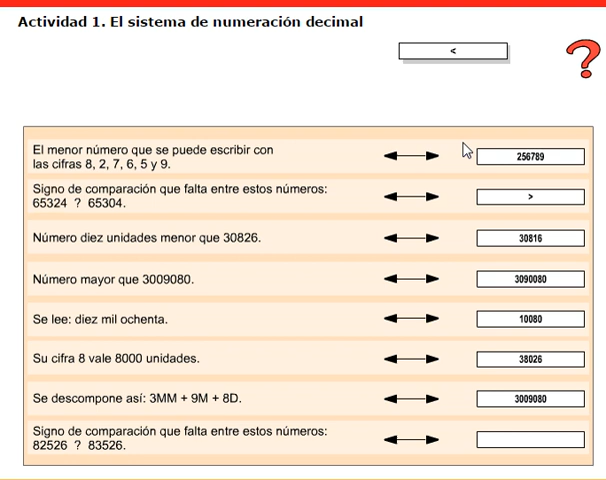 Actividad 1. El sistema de numeración decimal
<
?
El menor número que se puede escribir con
las cifras 8, 2, 7, 6, 5 y 9.
256789
Signo de comparación que falta entre estos números:
65324 ? 65304.
>
Número diez unidades menor que 30826.
30816
Número mayor que 3009080.
3090080
Se lee: diez mil ochenta.
10080
Su cifra 8 vale 8000 unidades.
38026
Se descompone así: 3MM + 9M + 8D.
3009080
Signo de comparación que falta entre estos números:
82526 ? 83526.